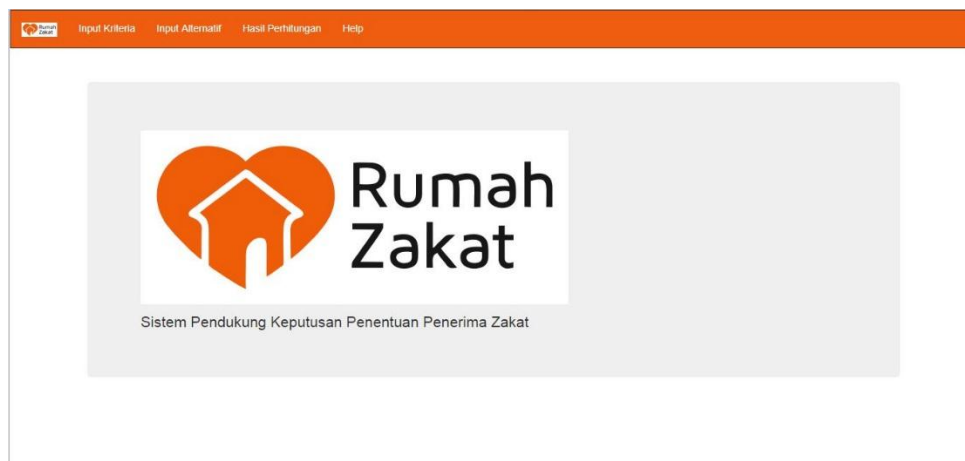 Rumah
Zakat
Input Kriteria Input Alternatif Hasil Perhitungan Help
Rumah
Zakat
Sistem Pendukung Keputusan Penentuan Penerima Zakat